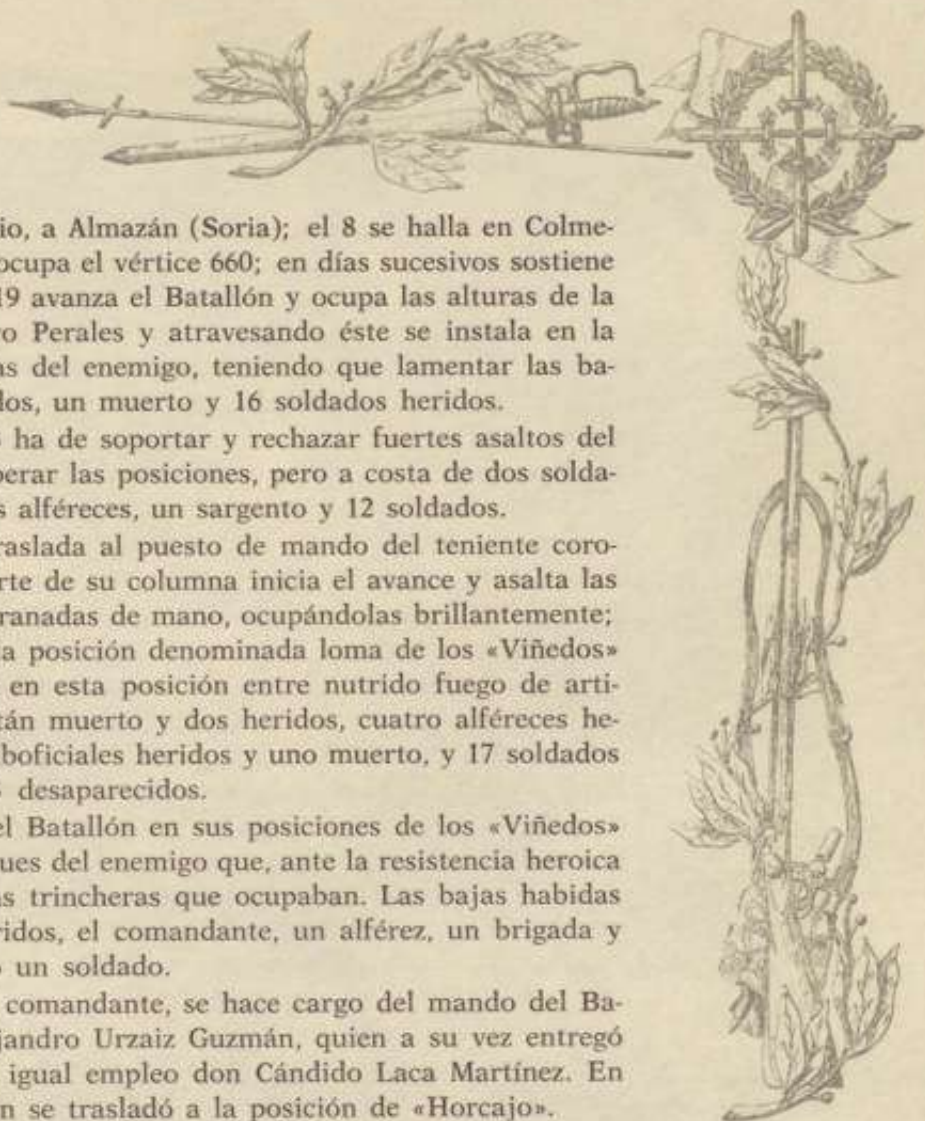 io, a Almazán (Soria); el 8 se halla en Colme-
ocupa el vértice 660; en días sucesivos sostiene
19 avanza el Batallón y ocupa las alturas de la
o Perales y atravesando éste se instala en la
as del enemigo, teniendo que lamentar las ba-
los, un muerto y 16 soldados heridos.
ha de soportar y rechazar fuertes asaltos del
perar las posiciones, pero a costa de dos solda-
s alféreces, un sargento y 12 soldados.
raslada al puesto de mando del teniente coro-
rte de su columna inicia el avance y asalta las
ranadas de mano, ocupándolas brillantemente;
a posición denominada loma de los «Viñedos»
en esta posición entre nutrido fuego de arti-
tán muerto y dos heridos, cuatro alféreces he-
boficiales heridos y uno muerto, y 17 soldados
desaparecidos.
el Batallón en sus posiciones de los «Viñedos»
ques del enemigo que, ante la resistencia heroica
as trincheras que ocupaban. Las bajas habidas
ridos, el comandante, un alférez, un brigada y
o un soldado.
comandante, se hace cargo del mando del Ba-
jandro Urzaiz Guzmán, quien a su vez entregó
igual empleo don Cándido Laca Martínez. En
n se trasladó a la posición de «Horcajo».